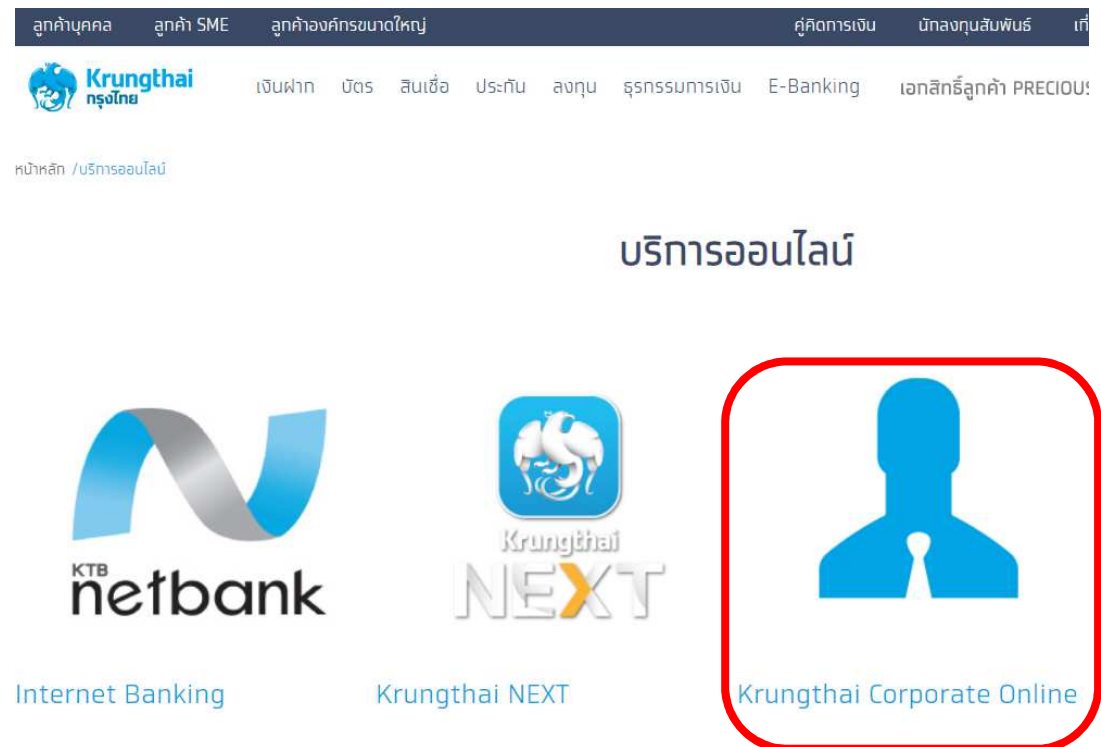 ลูกค้าบุคคล ลูกค้า SME ลูกค้าองค์กรขนาดใหญ่ คู่คิดการเงิน นักลงทุนสัมพันธ์
Krungthai
กรุงไทย
เงินฝาก บัตร สินเชื่อ ประกัน ลงทุน ธุรกรรมการเงิน E-Banking เอกสิทธิ์ลูกค้า
หน้าหลัก /บริการออนไลน์
บริการออนไลน์
KTB
netbank
Krungthai
NEXT
Internet Banking Krungthai NEXT Krungthai Corporate Online